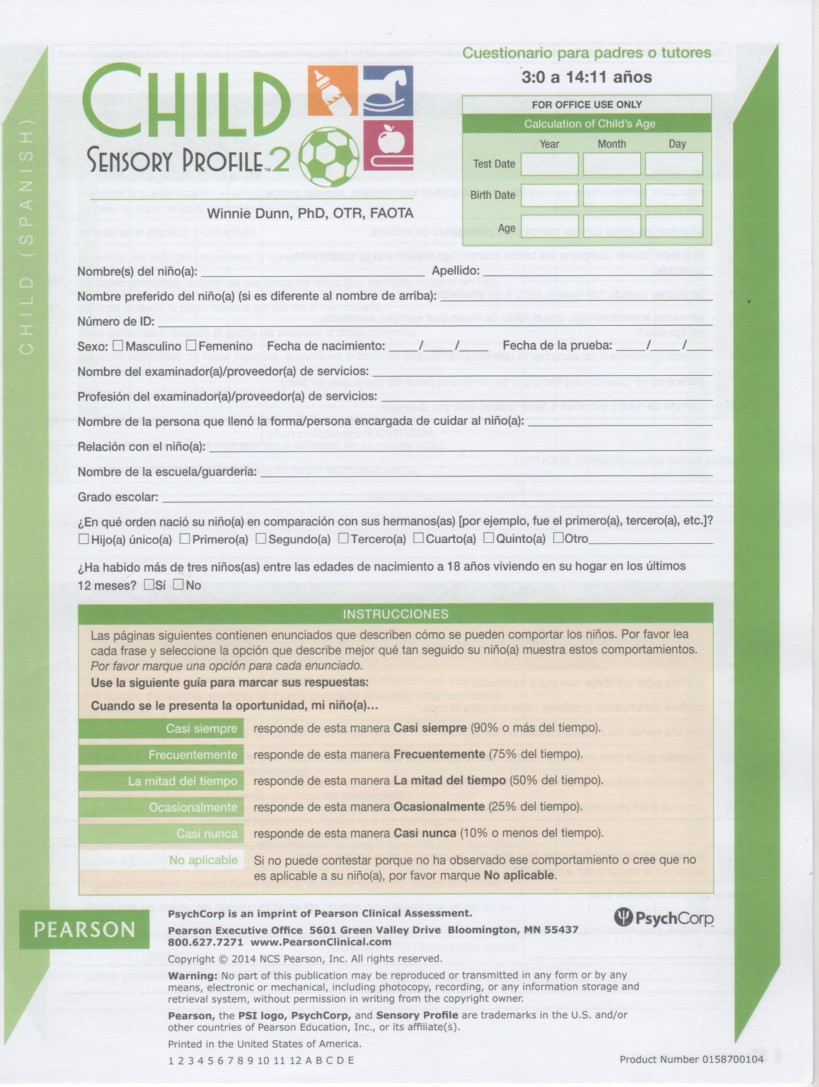 CHILD (SPANISH)
CHILD
SENSORY PROFILE™2
Winnie Dunn, PhD, OTR, FAOTA
Cuestionario para padres o tutores
3:0 a 14:11 años
FOR OFFICE USE ONLY
Calculation of Child's Age
Year Month Day
Test Date
Birth Date
Age
Nombre(s) del niño(a): Apellido:
Nombre preferido del niño(a) (si es diferente al nombre de arriba):
Número de ID:
Sexo: ☐ Masculino ☐ Femenino Fecha de nacimiento: ____/____/____ Fecha de la prueba: ____/____/____
Nombre del examinador(a)/proveedor(a) de servicios:
Profesión del examinador(a)/proveedor(a) de servicios:
Nombre de la persona que llenó la forma/persona encargada de cuidar al niño(a):
Relación con el niño(a):
Nombre de la escuela/guardería:
Grado escolar:
¿En qué orden nació su niño(a) en comparación con sus hermanos(as) [por ejemplo, fue el primero(a), tercero(a), etc.]?
☐ Hijo(a) único(a) ☐ Primero(a) ☐ Segundo(a) ☐ Tercero(a) ☐ Cuarto(a) ☐ Quinto(a) ☐ Otro
¿Ha habido más de tres niños(as) entre las edades de nacimiento a 18 años viviendo en su hogar en los últimos
12 meses? ☐ Sí ☐ No
INSTRUCCIONES
Las páginas siguientes contienen enunciados que describen cómo se pueden comportar los niños. Por favor lea
cada frase y seleccione la opción que describe mejor qué tan seguido su niño(a) muestra estos comportamientos.
Por favor marque una opción para cada enunciado.
Use la siguiente guía para marcar sus respuestas:
Cuando se le presenta la oportunidad, mi niño(a)...
Casi siempre responde de esta manera Casi siempre (90% o más del tiempo).
Frecuentemente responde de esta manera Frecuentemente (75% del tiempo).
La mitad del tiempo responde de esta manera La mitad del tiempo (50% del tiempo).
Ocasionalmente responde de esta manera Ocasionalmente (25% del tiempo).
Casi nunca responde de esta manera Casi nunca (10% o menos del tiempo).
No aplicable Si no puede contestar porque no ha observado ese comportamiento o cree que no
es aplicable a su niño(a), por favor marque No aplicable.
PEARSON
PsychCorp is an imprint of Pearson Clinical Assessment.
PsychCorp
Pearson Executive Office 5601 Green Valley Drive Bloomington, MN 55437
800.627.7271 www.PearsonClinical.com
Copyright © 2014 NCS Pearson, Inc. All rights reserved.
Warning: No part of this publication may be reproduced or transmitted in any form or by any
means, electronic or mechanical, including photocopy, recording, or any information storage and
retrieval system, without permission in writing from the copyright owner.
Pearson, the PSI logo, PsychCorp, and Sensory Profile are trademarks in the U.S. and/or
other countries of Pearson Education, Inc., or its affiliate(s).
Printed in the United States of America.
1 2 3 4 5 6 7 8 9 10 11 12 A B C D E
Product Number 0158700104